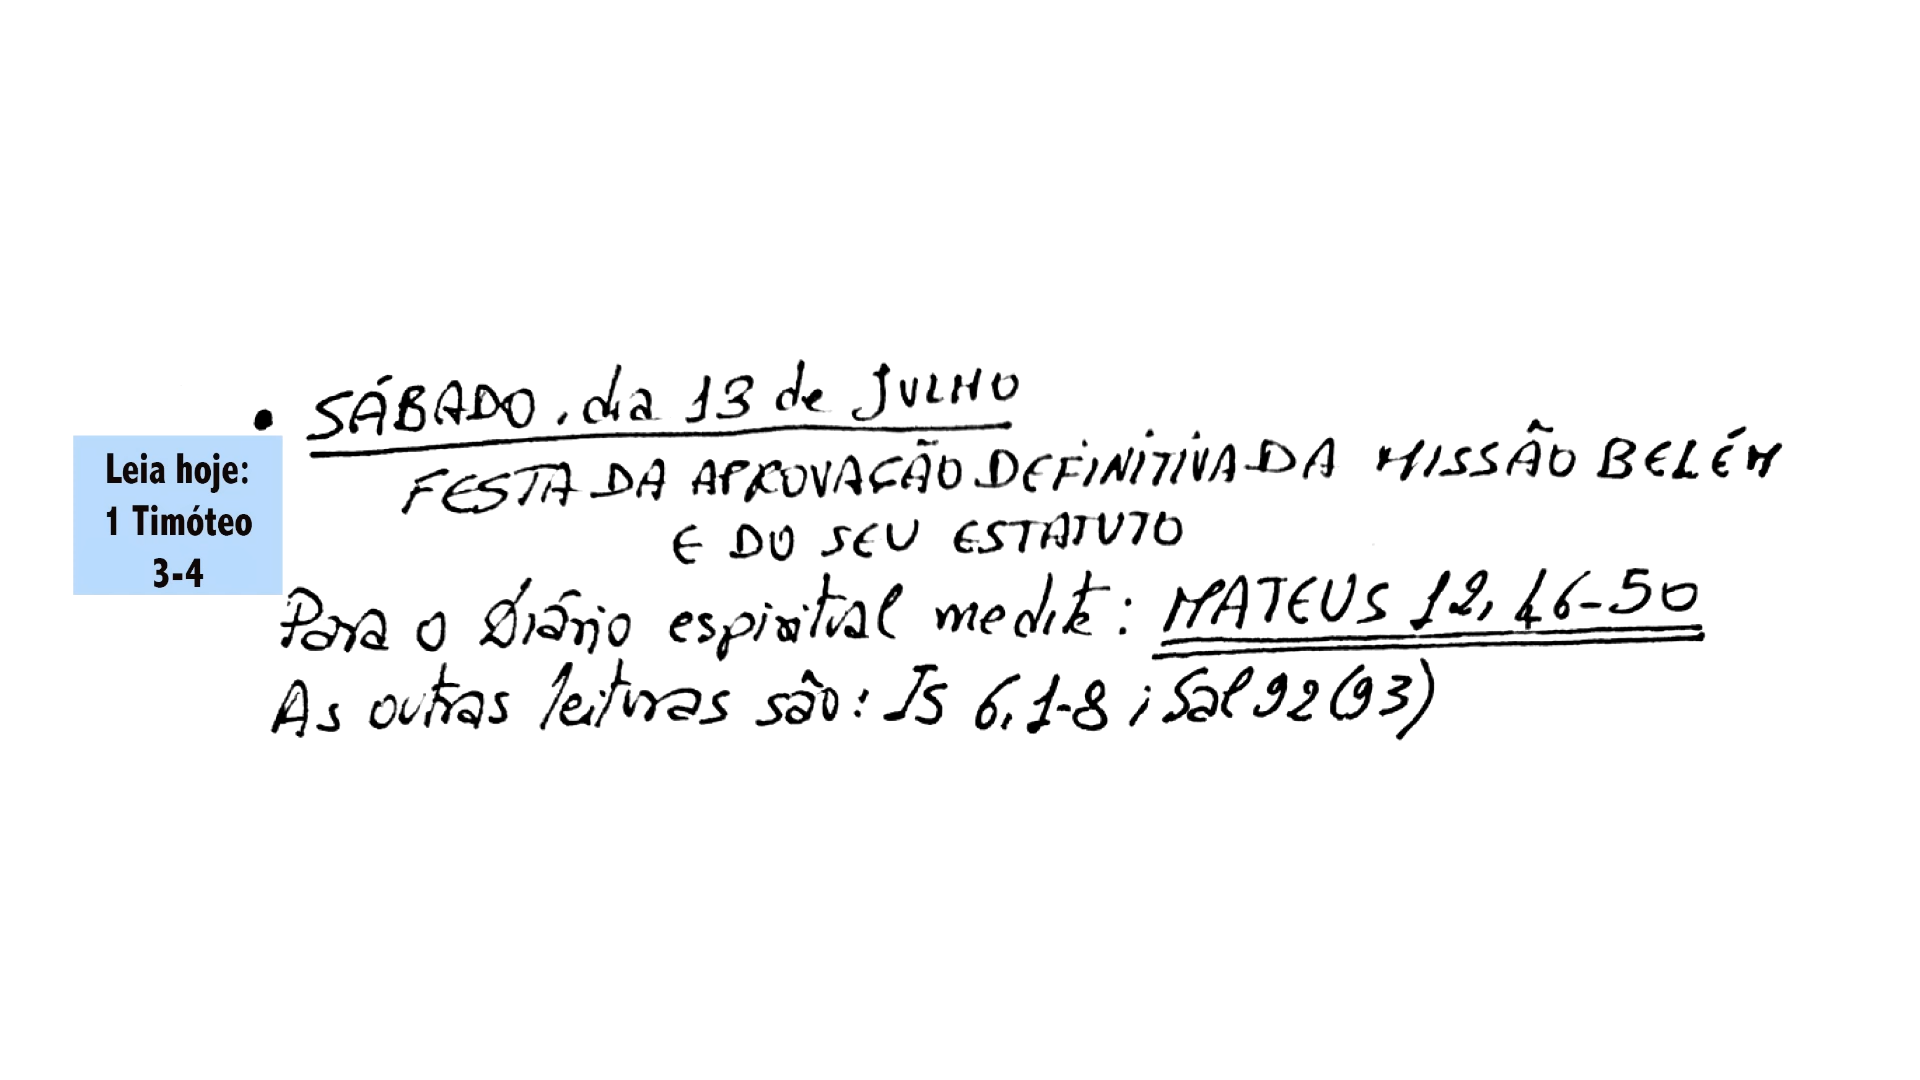 • SÁBADO, dia 13 de JULHO
FESTA DA APROVAÇÃO DEFINITIVA DA MISSÃO BELÉM
E DO SEU ESTATUTO
Leia hoje:
1 Timóteo
3-4
Para o Diário espiritual medite: MATEUS 12, 46-50
As outras leituras são: Is 6,1-8 ; Sal 92(93)